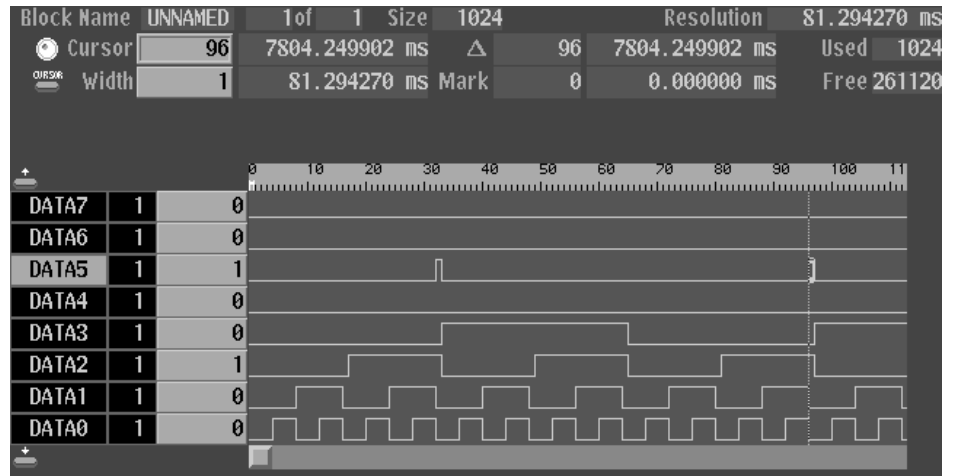 Block Name UNNAMED 1of 1 Size 1024 Resolution 81.294270 ms
Cursor 96 7804.249902 ms △ 96 7804.249902 ms Used 1024
CURSOR Width 1 81.294270 ms Mark 0 0.000000 ms Free 261120
0 10 20 30 40 50 60 70 80 90 100 11
DATA7 1 0
DATA6 1 0
DATA5 1 1
DATA4 1 0
DATA3 1 0
DATA2 1 1
DATA1 1 0
DATA0 1 0